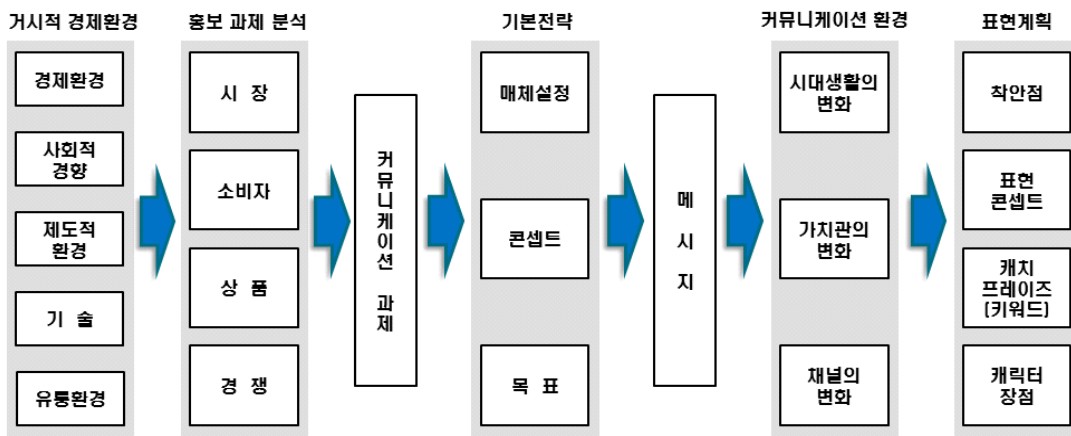 거시적 경제환경
경제환경
사회적
경향
제도적
환경
기 술
유통환경
홍보 과제 분석
시 장
소비자
상 품
경 쟁
커뮤니케이션 과제
기본전략
매체설정
콘셉트
목 표
메시지
커뮤니케이션 환경
시대생활의
변화
가치관의
변화
채널의
변화
표현계획
착안점
표현
콘셉트
캐치
프레이즈
(키워드)
캐릭터
장점